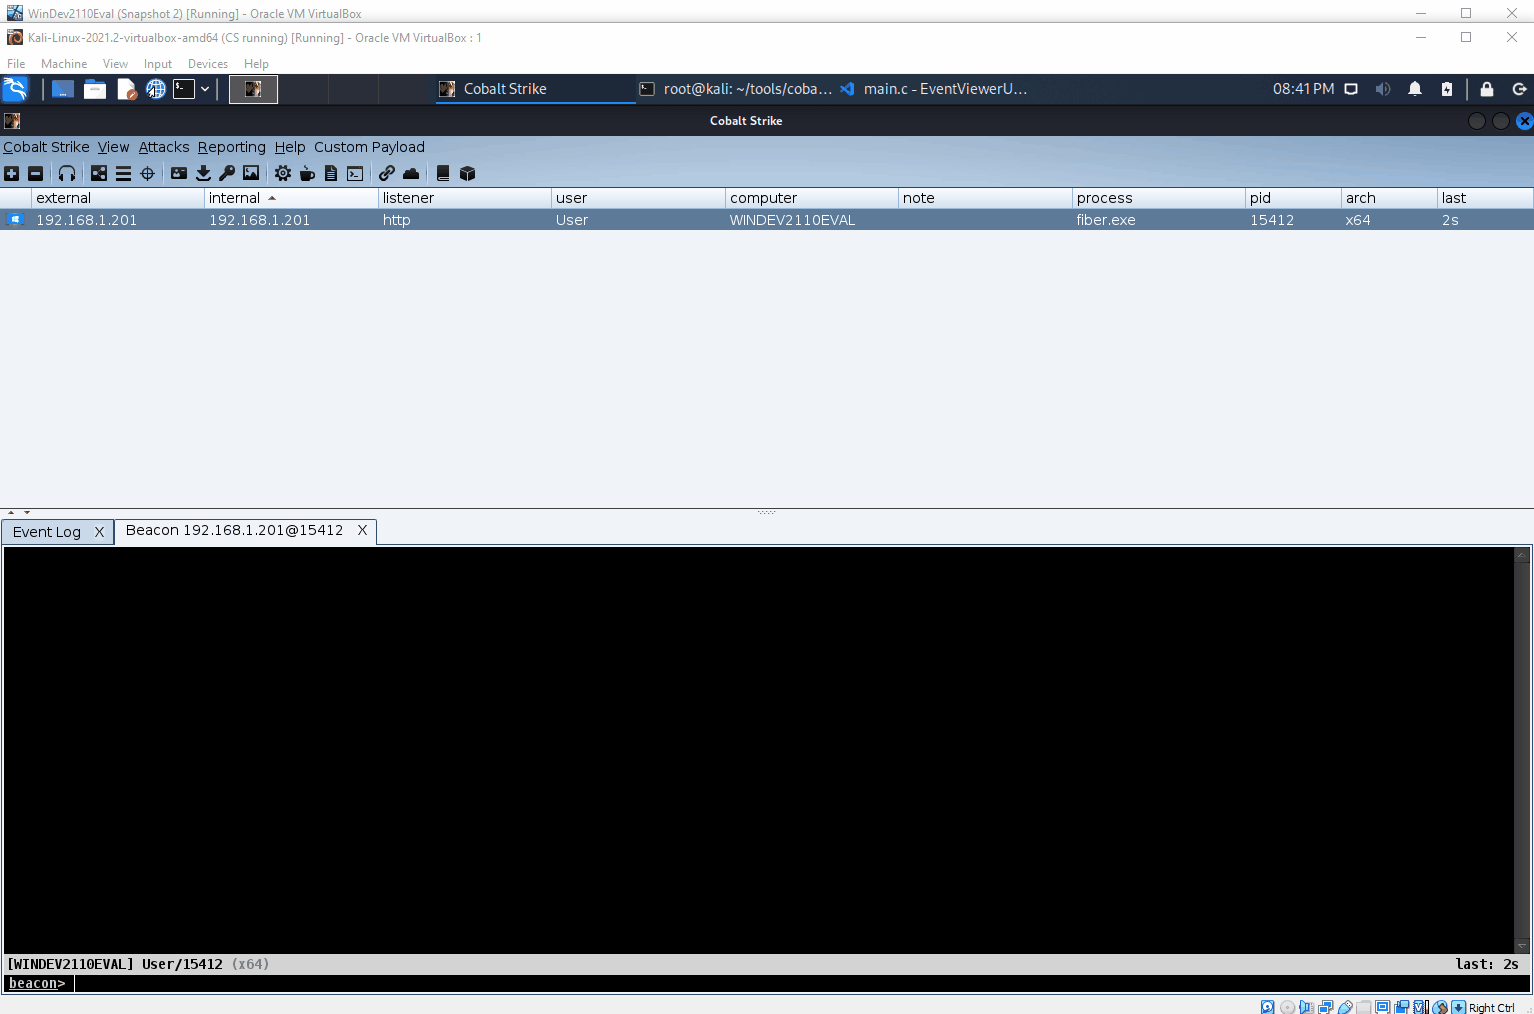 WinDev2110Eval (Snapshot 2) [Running] - Oracle VM VirtualBox
Kali-Linux-2021.2-virtualbox-amd64 (CS running) [Running] - Oracle VM VirtualBox : 1
File Machine View Input Devices Help
Cobalt Strike root@kali: ~/tools/coba... main.c - EventViewerU... 08:41 PM
Cobalt Strike
Cobalt Strike View Attacks Reporting Help Custom Payload
external internal listener user computer note process pid arch last
192.168.1.201 192.168.1.201 http User WINDEV2110EVAL fiber.exe 15412 x64 2s
Event Log X Beacon 192.168.1.201@15412 X
[WINDEV2110EVAL] User/15412 (x64) last: 2s
beacon>
Right Ctrl